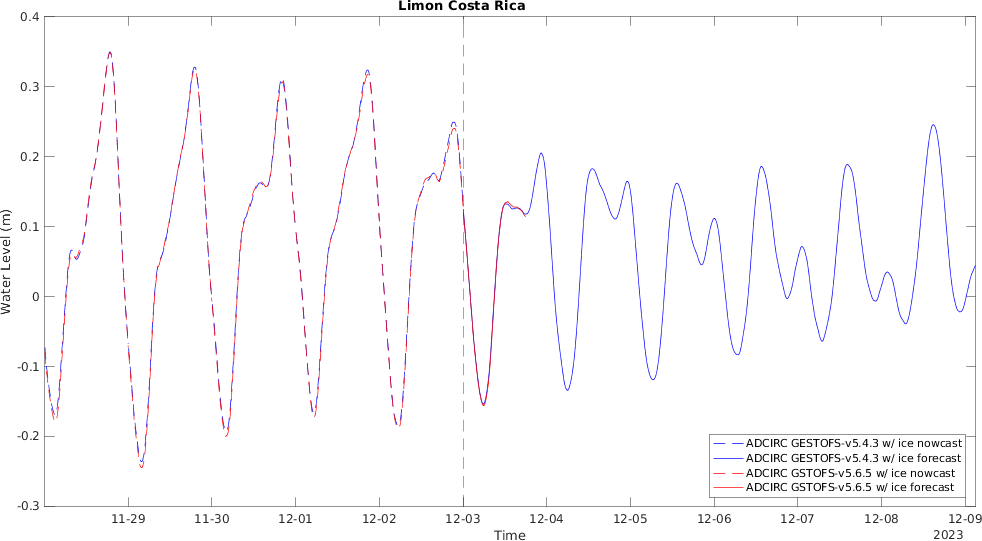 Limon Costa Rica
Water Level (m)
0.4
0.3
0.2
0.1
0
-0.1
-0.2
-0.3
11-29
11-30
12-01
12-02
12-03
12-04
12-05
12-06
12-07
12-08
12-09
2023
Time
ADCIRC GESTOFS-v5.4.3 w/ ice nowcast
ADCIRC GESTOFS-v5.4.3 w/ ice forecast
ADCIRC GSTOFS-v5.6.5 w/ ice nowcast
ADCIRC GSTOFS-v5.6.5 w/ ice forecast